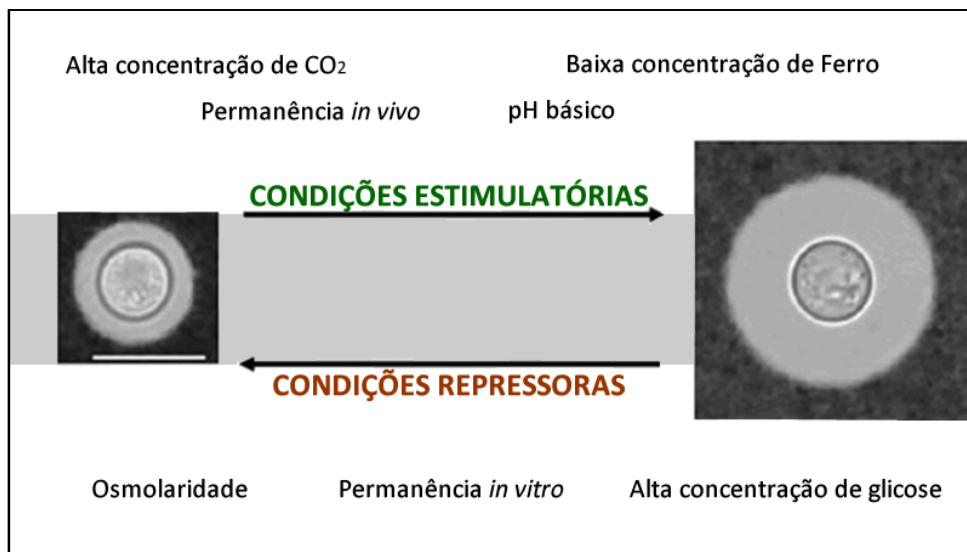 Alta concentração de CO₂ Baixa concentração de Ferro
Permanência in vivo pH básico
CONDIÇÕES ESTIMULATÓRIAS
CONDIÇÕES REPRESSORAS
Osmolaridade Permanência in vitro Alta concentração de glicose